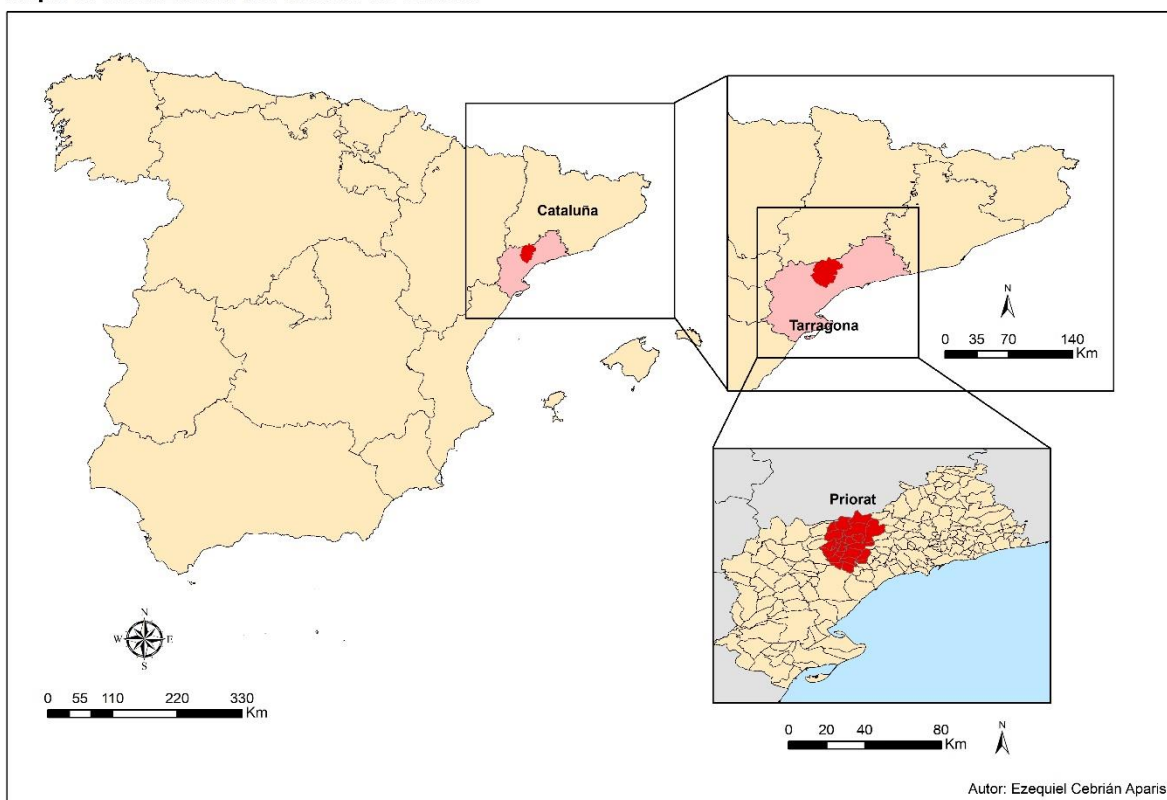 Cataluña
Tarragona
N
0 35 70 140
Km
Priorat
N
W E
S
0 55 110 220 330
Km
0 20 40 80
Km
N
Autor: Ezequiel Cebrián Aparis